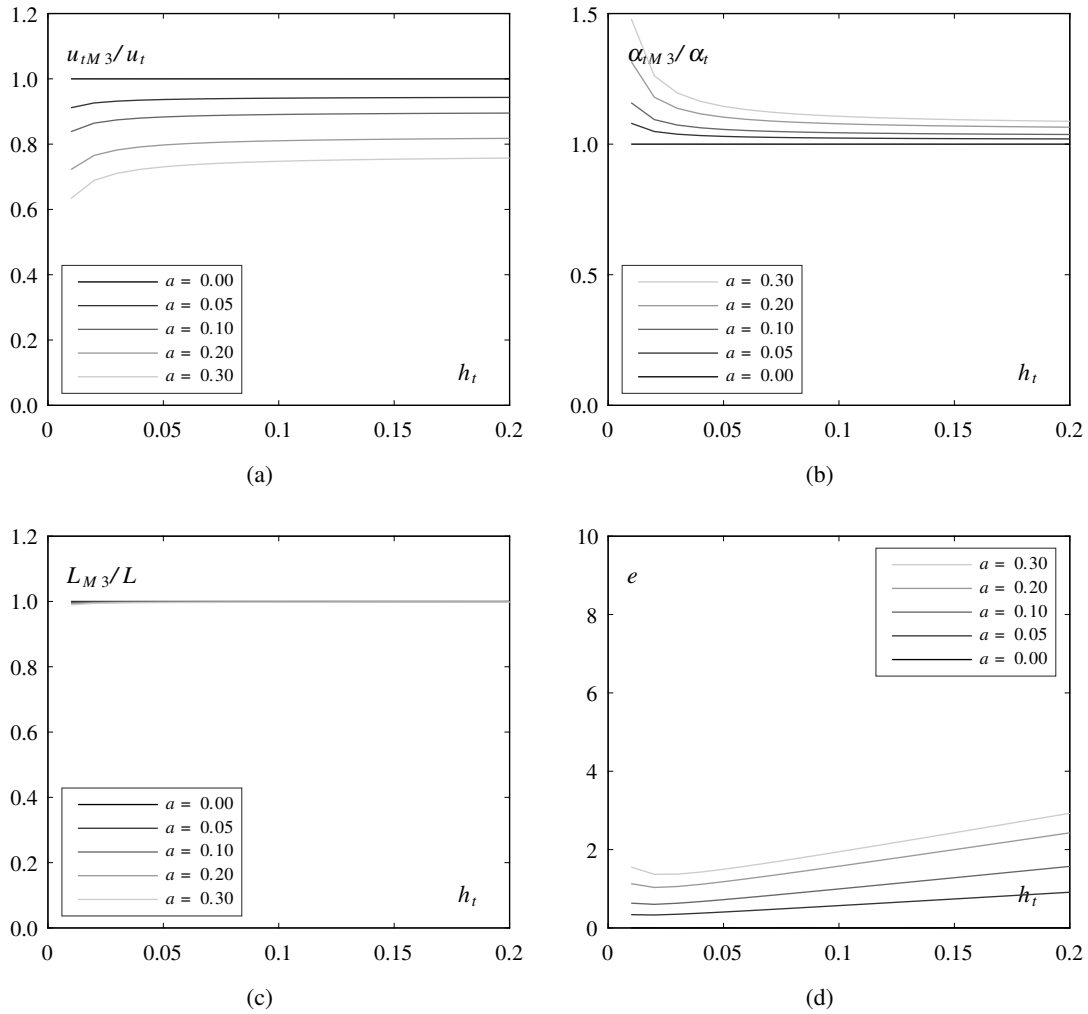 1.2
1.0
0.8
0.6
0.4
0.2
0.0
u_{tM3}/u_t
a = 0.00
a = 0.05
a = 0.10
a = 0.20
a = 0.30
h_t
0 0.05 0.1 0.15 0.2
(a)
1.5
1.0
0.5
0.0
α_{tM3}/α_t
a = 0.30
a = 0.20
a = 0.10
a = 0.05
a = 0.00
h_t
0 0.05 0.1 0.15 0.2
(b)
1.2
1.0
0.8
0.6
0.4
0.2
0.0
L_{M3}/L
a = 0.00
a = 0.05
a = 0.10
a = 0.20
a = 0.30
h_t
0 0.05 0.1 0.15 0.2
(c)
10
8
6
4
2
0
e
a = 0.30
a = 0.20
a = 0.10
a = 0.05
a = 0.00
h_t
0 0.05 0.1 0.15 0.2
(d)